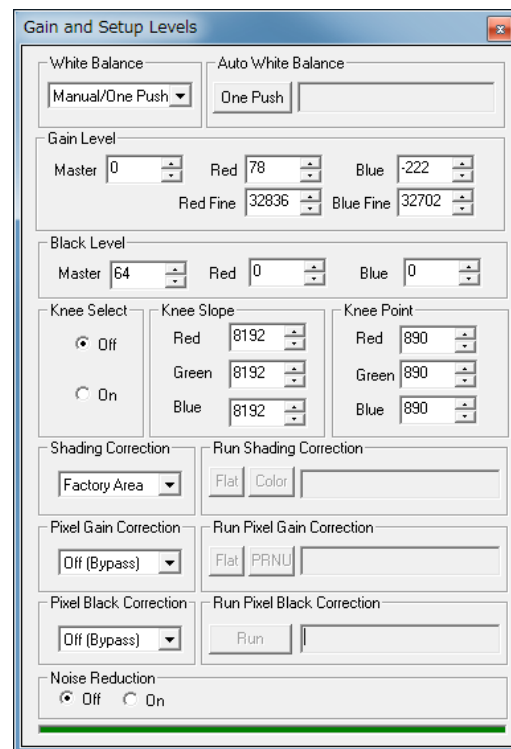 Gain and Setup Levels
x
White Balance
Auto White Balance
Manual/One Push
One Push
Gain Level
Master 0 Red 78 Blue -222
Red Fine 32836 Blue Fine 32702
Black Level
Master 64 Red 0 Blue 0
Knee Select
Knee Slope
Knee Point
Off
On
Red 8192
Green 8192
Blue 8192
Red 890
Green 890
Blue 890
Shading Correction
Run Shading Correction
Factory Area
Flat Color
Pixel Gain Correction
Run Pixel Gain Correction
Off (Bypass)
Flat PRNU
Pixel Black Correction
Run Pixel Black Correction
Off (Bypass)
Run
Noise Reduction
Off On